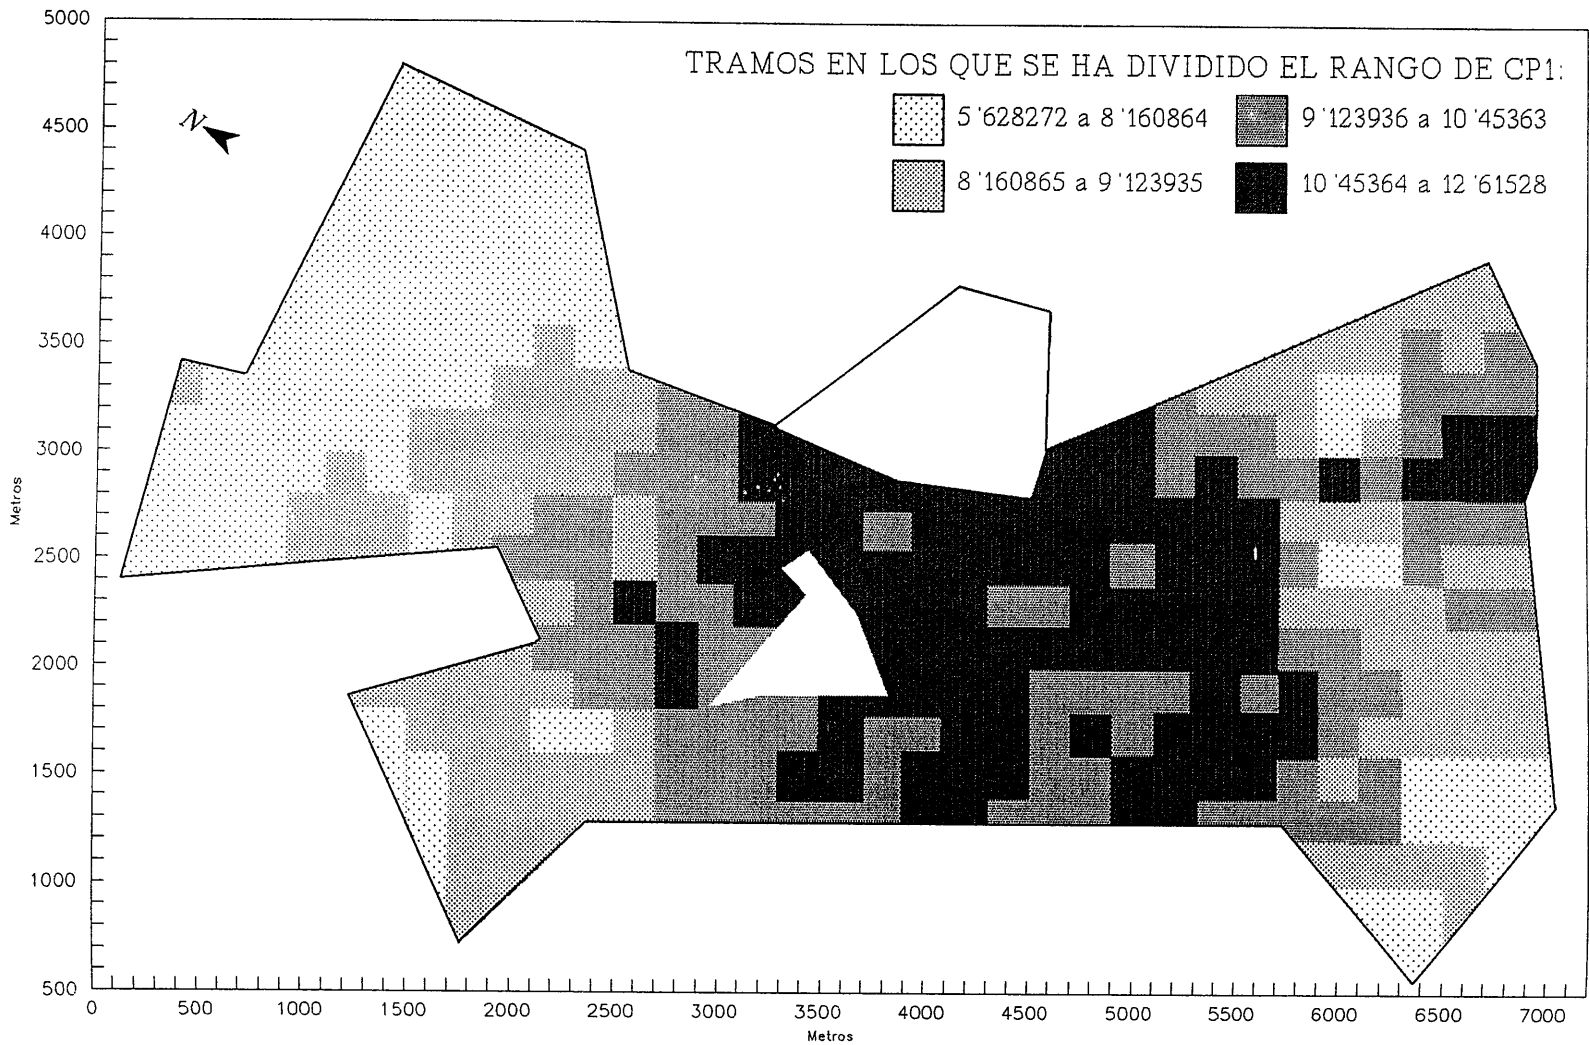 TRAMOS EN LOS QUE SE HA DIVIDIDO EL RANGO DE CP1:
5 '628272 a 8 '160864
9 '123936 a 10 '45363
8 '160865 a 9 '123935
10 '45364 a 12 '61528
N
5000
4500
4000
3500
3000
2500
2000
1500
1000
500
Metros
0 500 1000 1500 2000 2500 3000 3500 4000 4500 5000 5500 6000 6500 7000
Metros